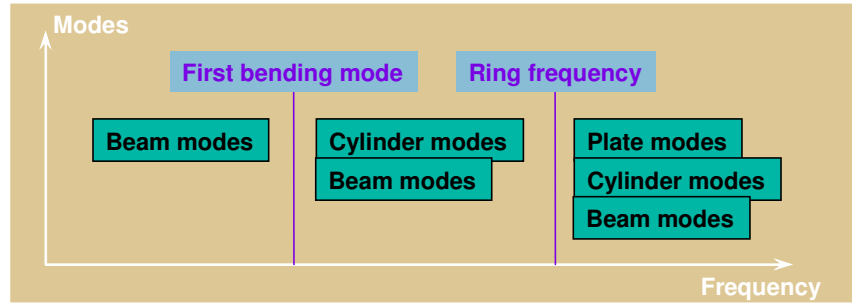 Modes
First bending mode
Ring frequency
Beam modes
Cylinder modes
Beam modes
Plate modes
Cylinder modes
Beam modes
Frequency